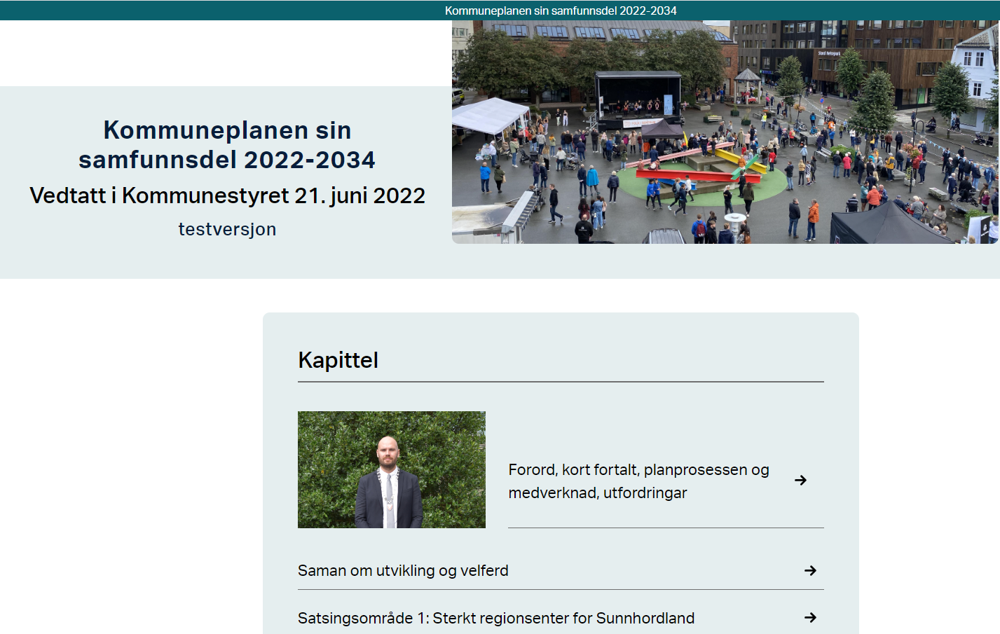 Kommuneplanen sin samfunnsdel 2022-2034
Kommuneplanen sin
samfunnsdel 2022-2034
Vedtatt i Kommunestyret 21. juni 2022
testversjon
Kapittel
Forord, kort fortalt, planprosessen og
medverknad, utfordringar
Saman om utvikling og velferd
Satsingsområde 1: Sterkt regionsenter for Sunnhordland